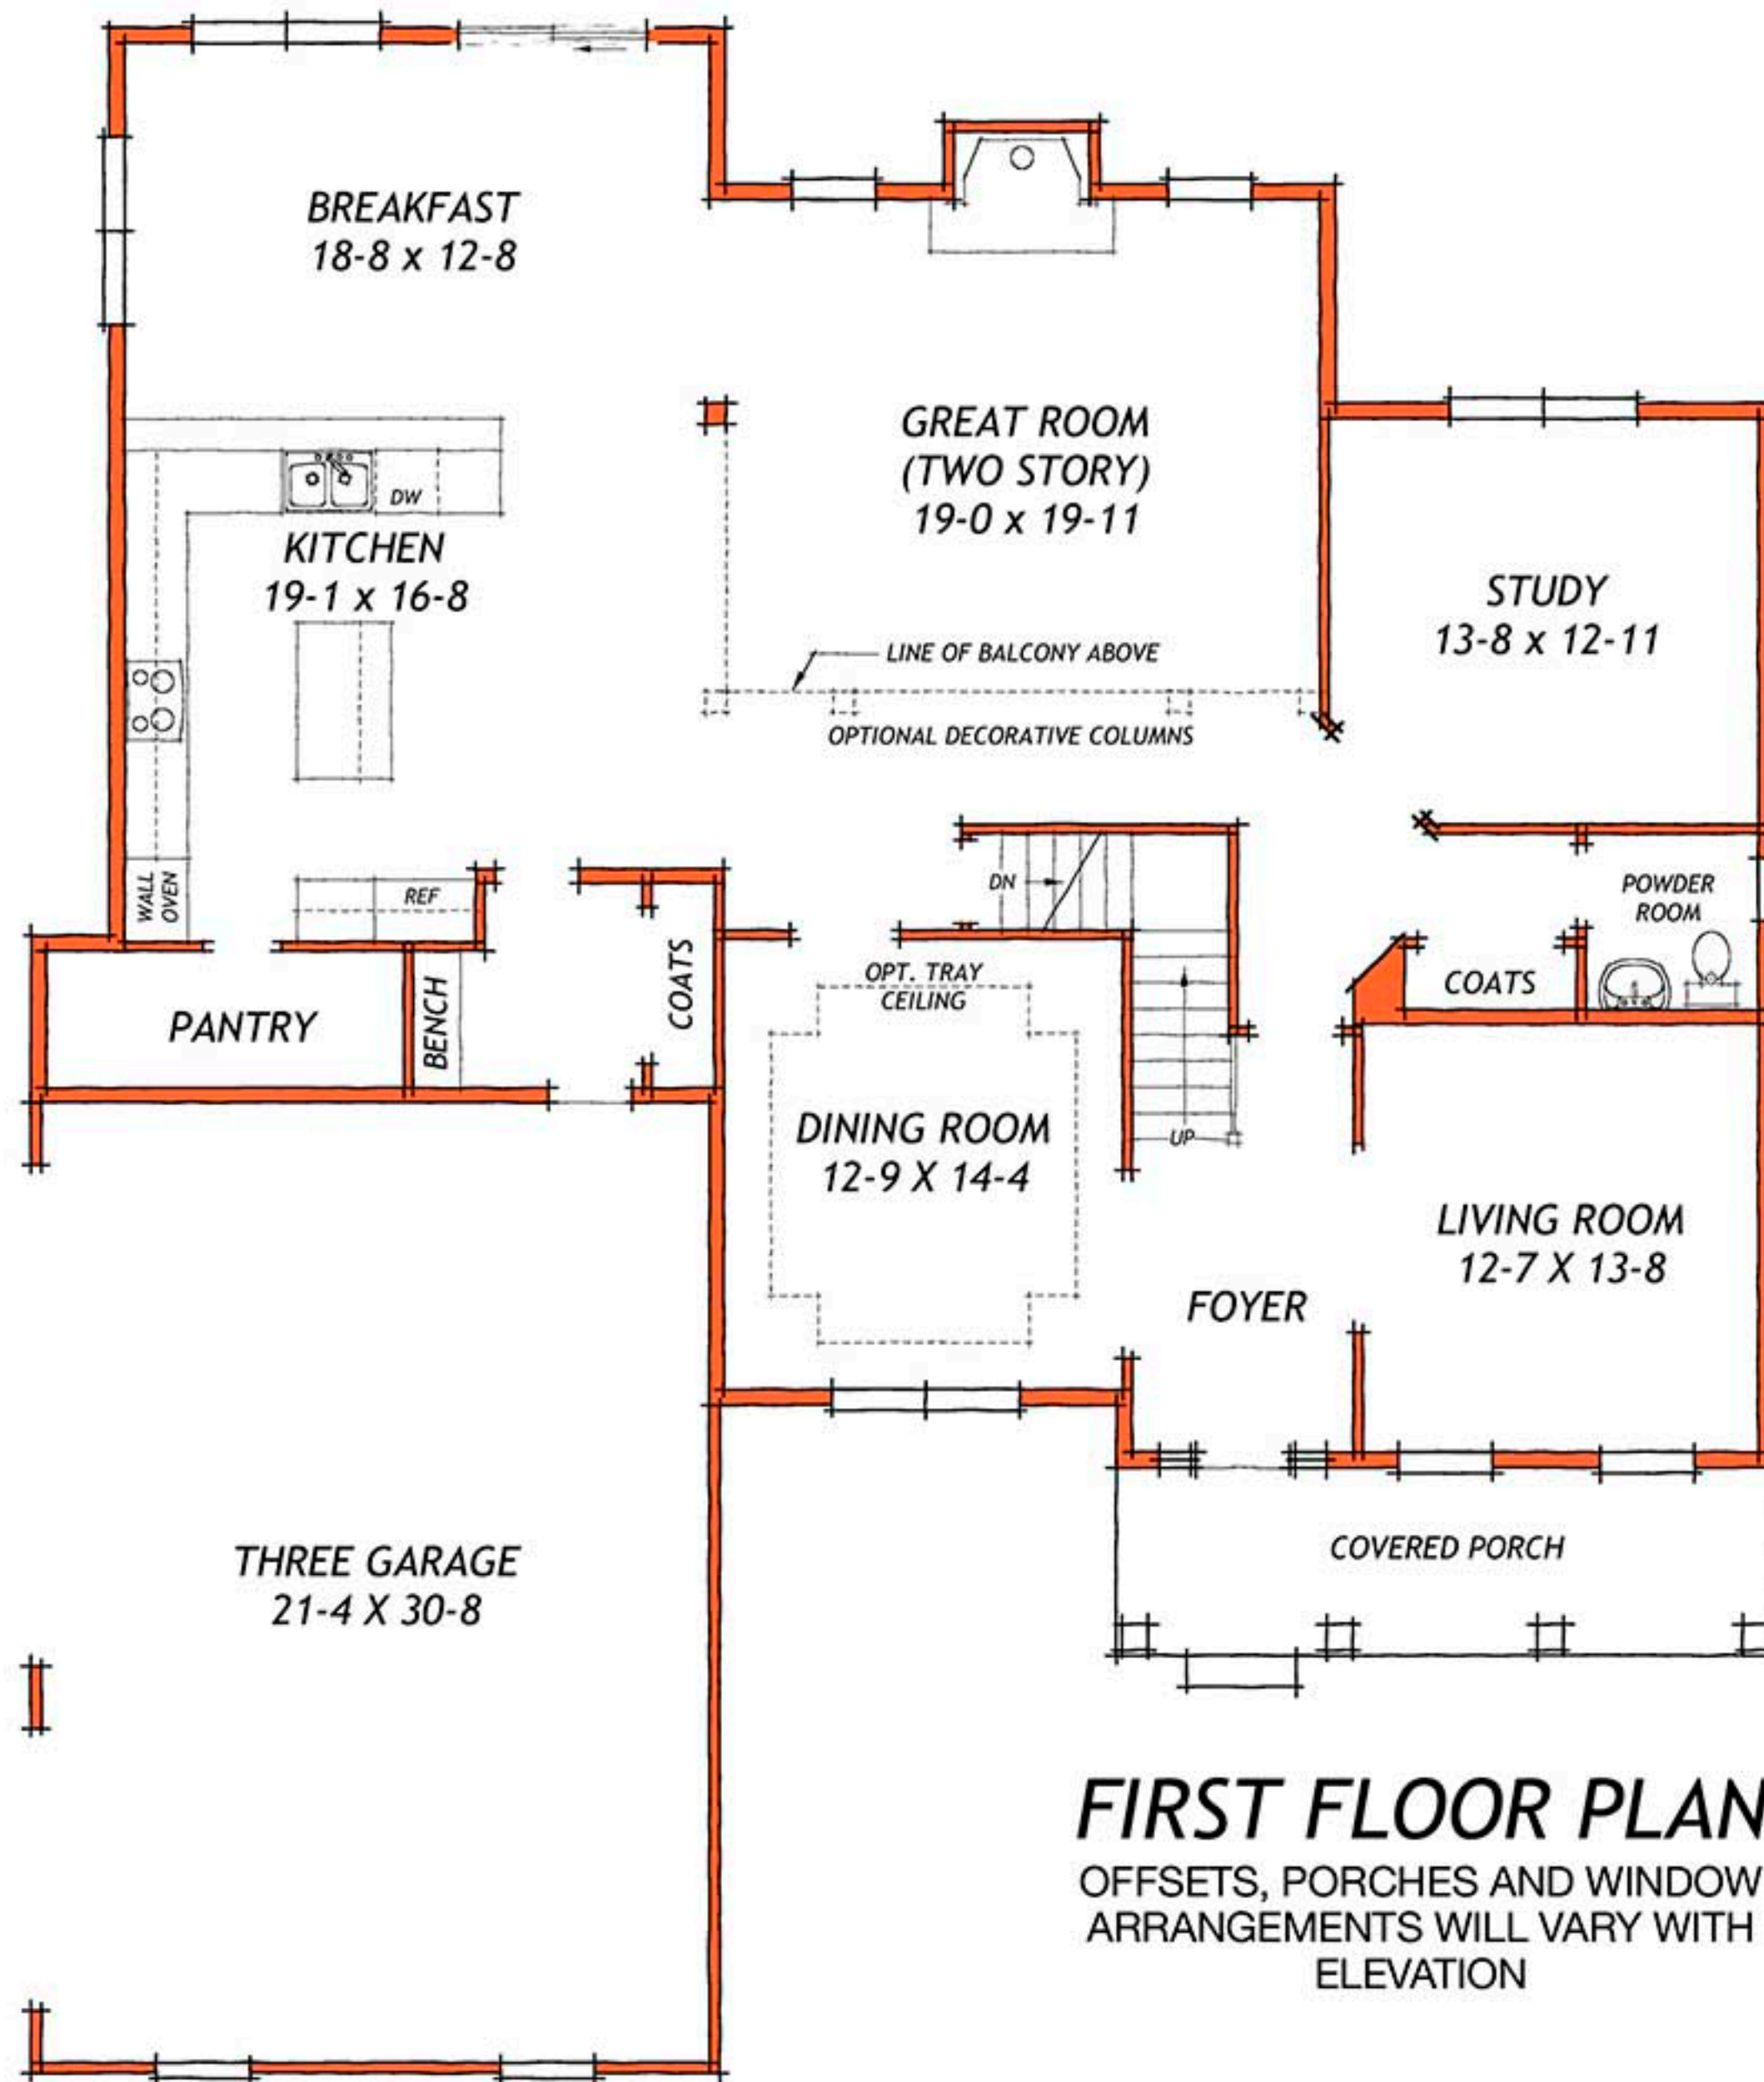 BREAKFAST
18-8 x 12-8
GREAT ROOM
(TWO STORY)
19-0 x 19-11
DW
KITCHEN
19-1 x 16-8
STUDY
13-8 x 12-11
LINE OF BALCONY ABOVE
OPTIONAL DECORATIVE COLUMNS
WALL
OVEN
REF
DN
POWDER
ROOM
COATS
OPT. TRAY
CEILING
COATS
PANTRY
BENCH
DINING ROOM
12-9 X 14-4
UP
LIVING ROOM
12-7 X 13-8
FOYER
THREE GARAGE
21-4 X 30-8
COVERED PORCH
FIRST FLOOR PLAN
OFFSETS, PORCHES AND WINDOW
ARRANGEMENTS WILL VARY WITH
ELEVATION